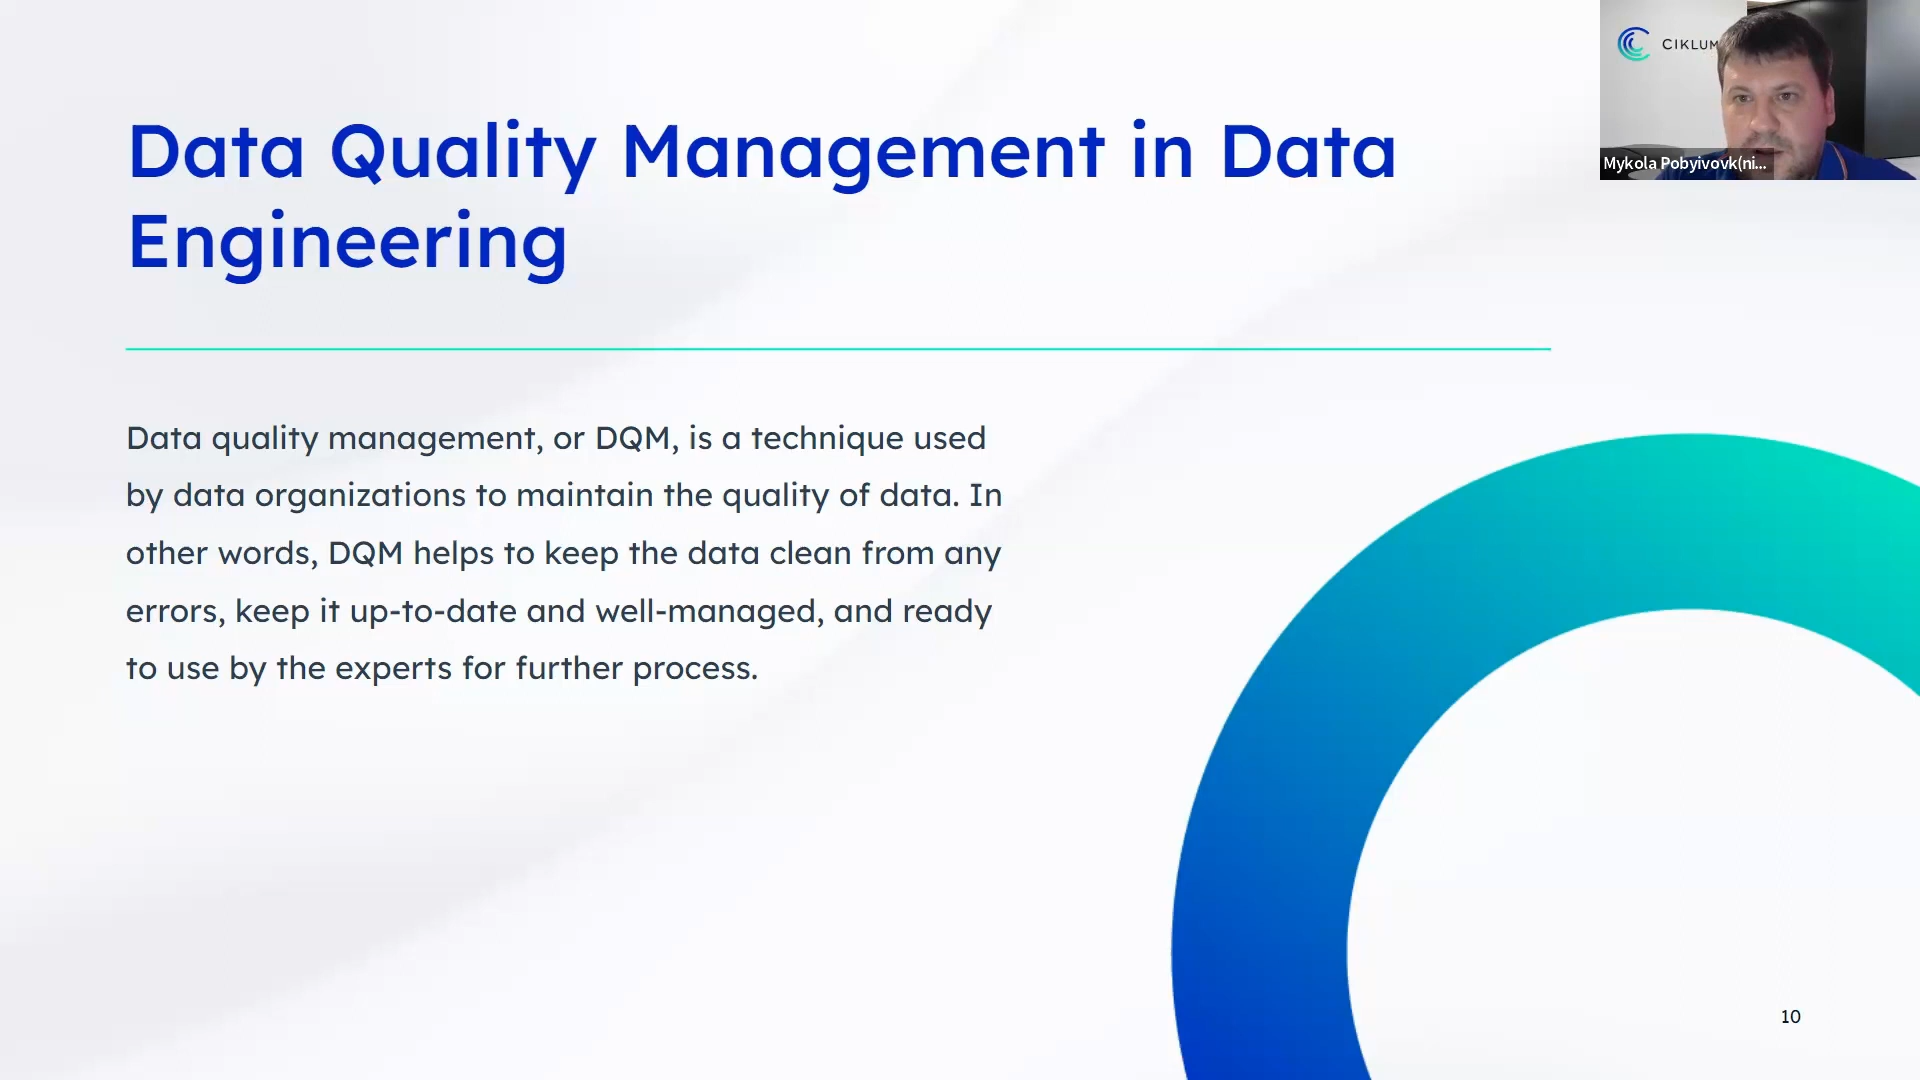 Data Quality Management in Data
Engineering
Data quality management, or DQM, is a technique used
by data organizations to maintain the quality of data. In
other words, DQM helps to keep the data clean from any
errors, keep it up-to-date and well-managed, and ready
to use by the experts for further process.
CIKLUM
Mykola Pobyivovk(ni...
10